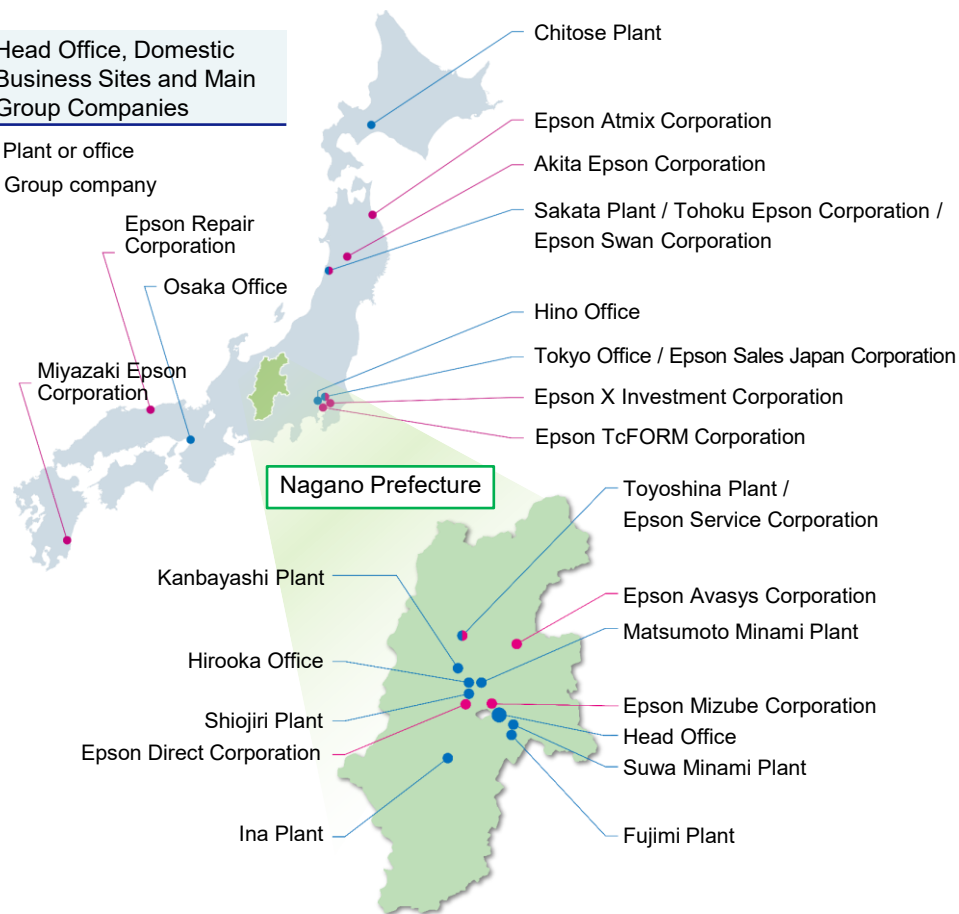 Head Office, Domestic
Business Sites and Main
Group Companies
Plant or office
Group company
Chitose Plant
Epson Atmix Corporation
Akita Epson Corporation
Sakata Plant / Tohoku Epson Corporation /
Epson Swan Corporation
Epson Repair
Corporation
Osaka Office
Miyazaki Epson
Corporation
Hino Office
Tokyo Office / Epson Sales Japan Corporation
Epson X Investment Corporation
Epson TcFORM Corporation
Nagano Prefecture
Toyoshina Plant /
Epson Service Corporation
Kanbayashi Plant
Epson Avasys Corporation
Matsumoto Minami Plant
Hirooka Office
Shiojiri Plant
Epson Mizube Corporation
Head Office
Epson Direct Corporation
Suwa Minami Plant
Ina Plant
Fujimi Plant